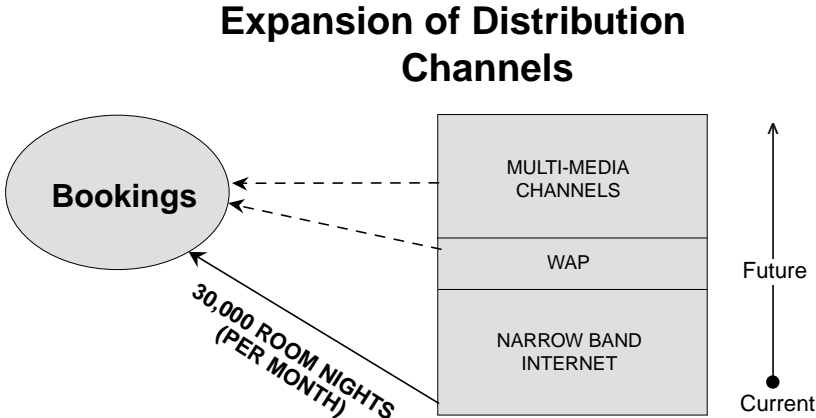 Expansion of Distribution
Channels
Bookings
MULTI-MEDIA
CHANNELS
WAP
NARROW BAND
INTERNET
30,000 ROOM NIGHTS
(PER MONTH)
Future
Current